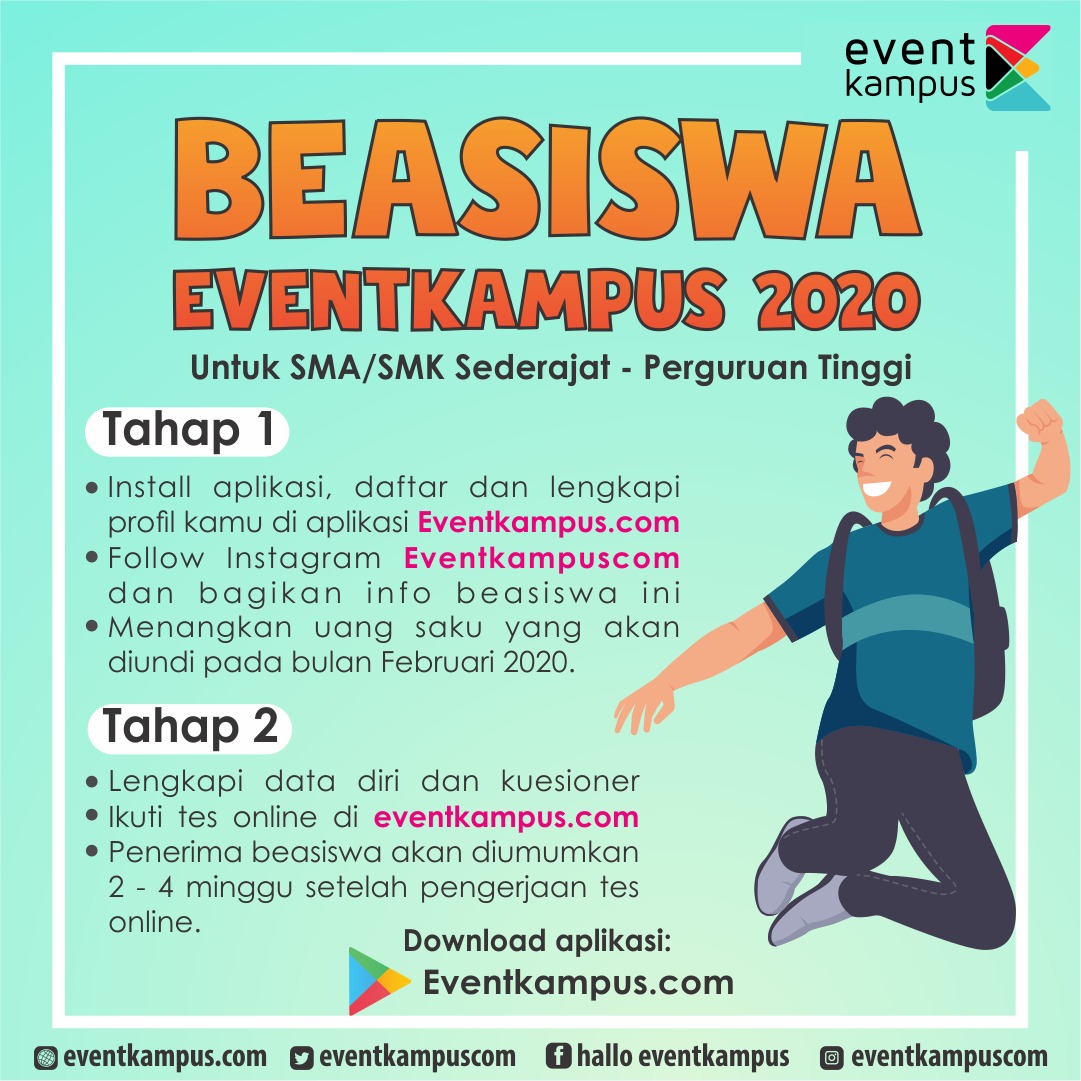 event
kampus
BEASISWA
EVENTKAMPUS 2020
Untuk SMA/SMK Sederajat - Perguruan Tinggi
Tahap 1
• Install aplikasi, daftar dan lengkapi
profil kamu di aplikasi Eventkampus.com
• Follow Instagram Eventkampuscom
dan bagikan info beasiswa ini
• Menangkan uang saku yang akan
diundi pada bulan Februari 2020.
Tahap 2
• Lengkapi data diri dan kuesioner
• Ikuti tes online di eventkampus.com
• Penerima beasiswa akan diumumkan
2 - 4 minggu setelah pengerjaan tes
online.
Download aplikasi:
Eventkampus.com
eventkampus.com eventkampuscom hallo eventkampus eventkampuscom